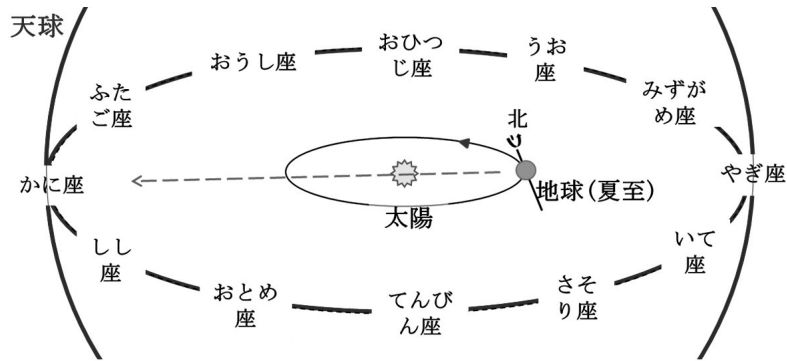 天球
おうし座
おひつ
じ座
うお
座
ふた
ご座
みずが
め座
北
かに座
やぎ座
地球(夏至)
太陽
しし
座
いて
座
おとめ
座
てんび
ん座
さそ
り座